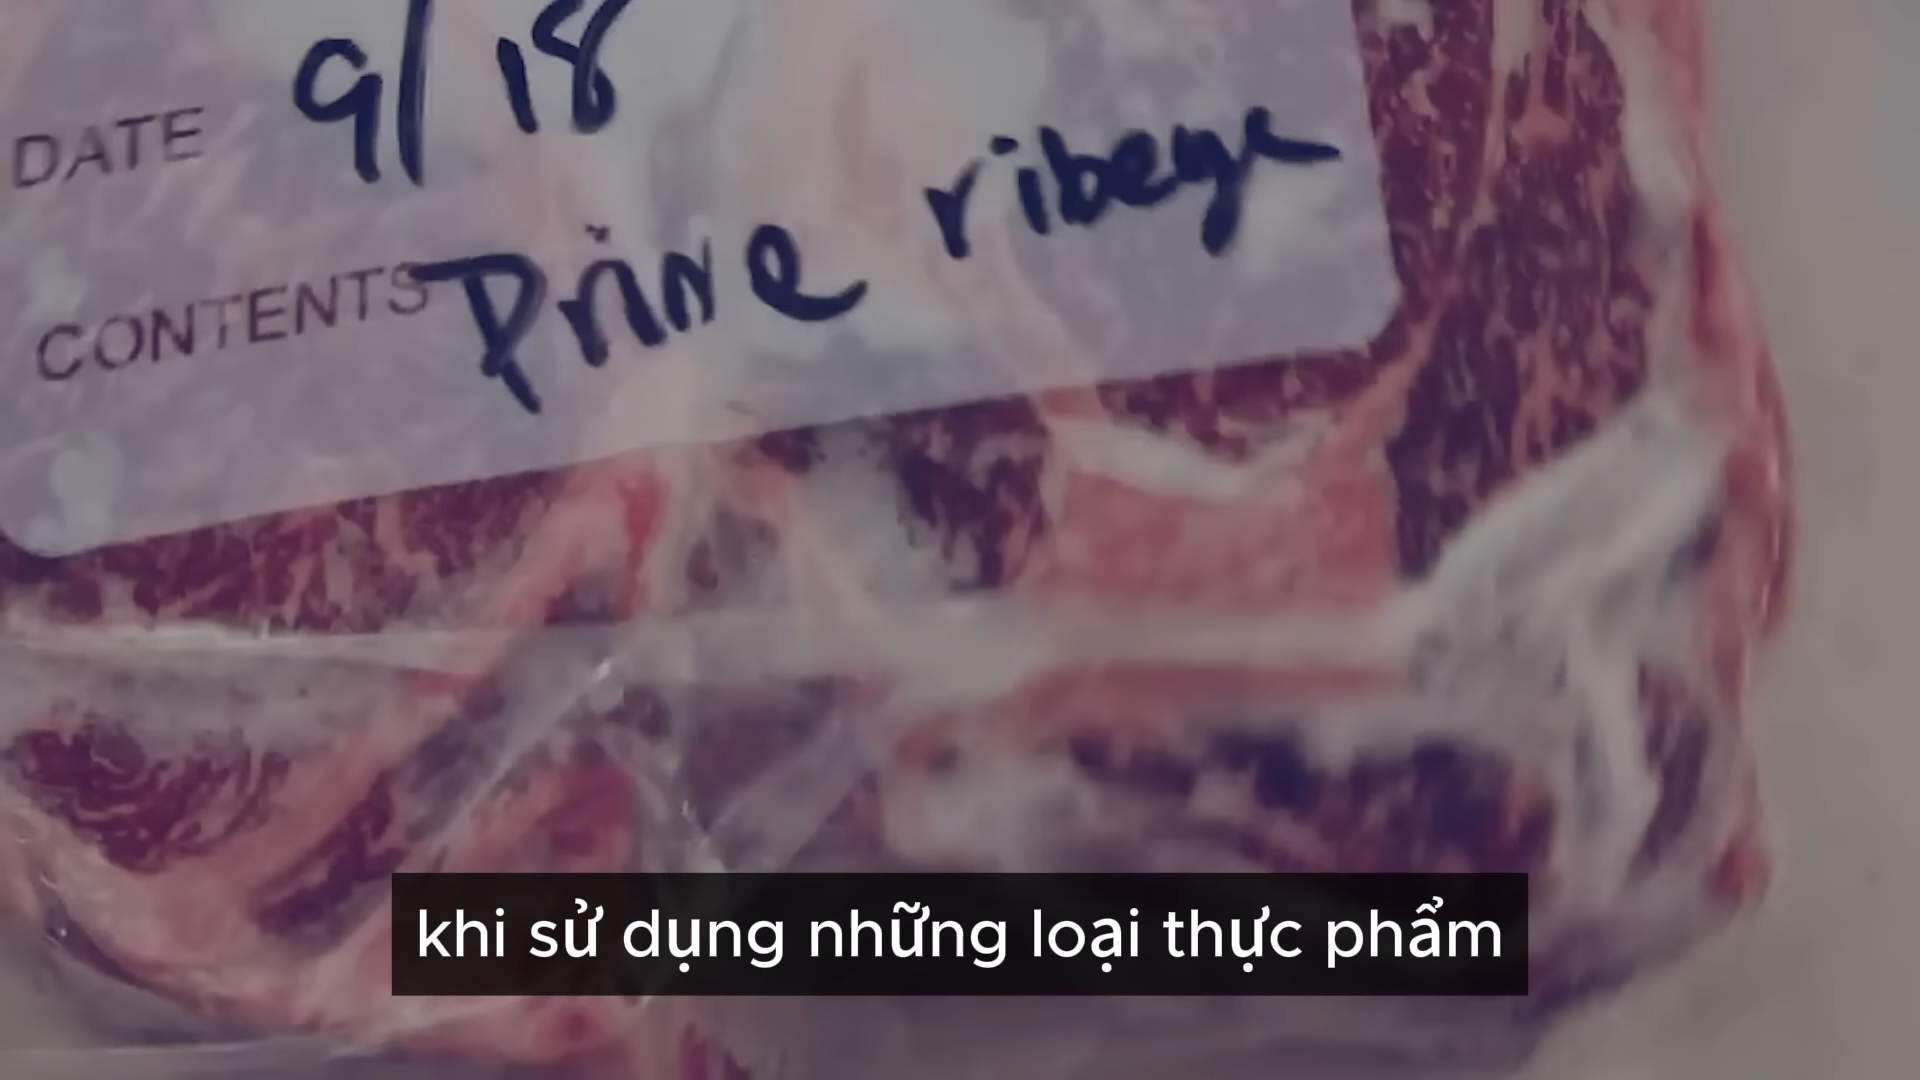 DATE 9/18
CONTENTS Prime ribeye
khi sử dụng những loại thực phẩm